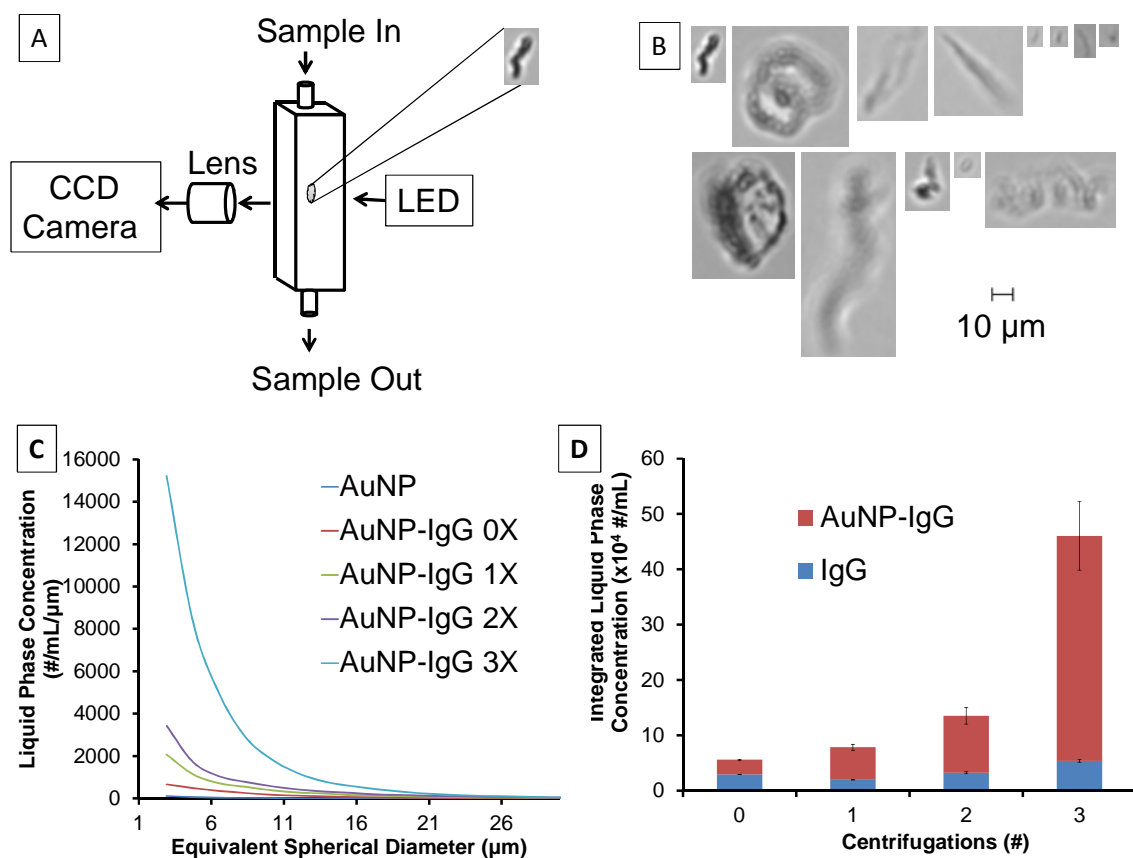 A
Sample In
Lens
CCD
Camera
LED
Sample Out
B
10 µm
C
Liquid Phase Concentration
(#/mL/µm)
16000
14000
12000
10000
8000
6000
4000
2000
0
1 6 11 16 21 26
Equivalent Spherical Diameter (µm)
AuNP
AuNP-IgG 0X
AuNP-IgG 1X
AuNP-IgG 2X
AuNP-IgG 3X
D
Integrated Liquid Phase
Concentration (x10⁴ #/mL)
60
50
40
30
20
10
0
0 1 2 3
Centrifugations (#)
AuNP-IgG
IgG